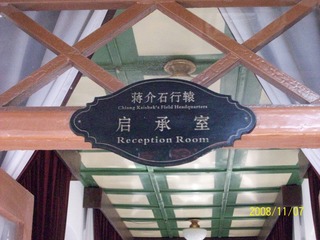 蒋介石行辕
Chiang Kaishek's Field Headquarters
启承室
Reception Room
2008/11/07